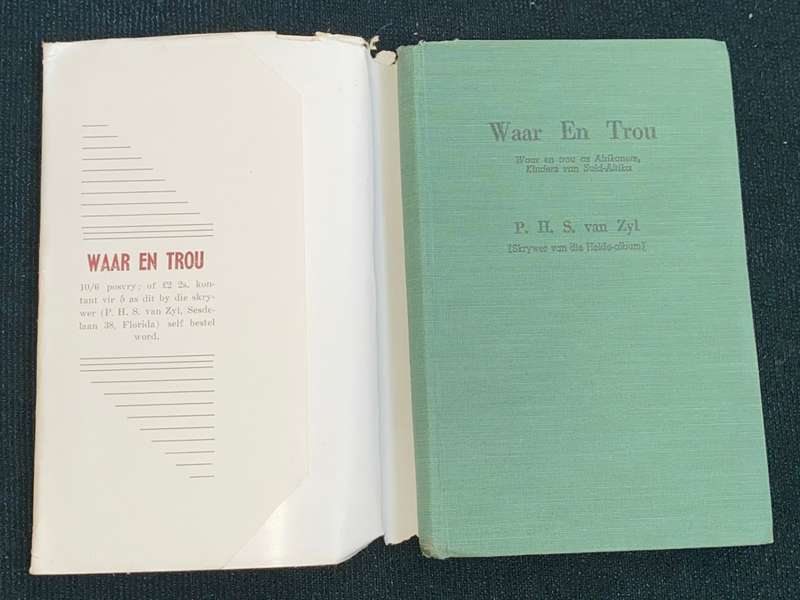 WAAR EN TROU
10/6 posvry; of £2 2s. kon-
tant vir 5 as dit by die skry-
wer (P. H. S. van Zyl, Sesde-
laan 38, Florida) self bestel
word.
Waar En Trou
Waar en trou as Afrikaners,
Kinders van Suid-Afrika
P. H. S. van Zyl
[Skrywer van die Helde-album]